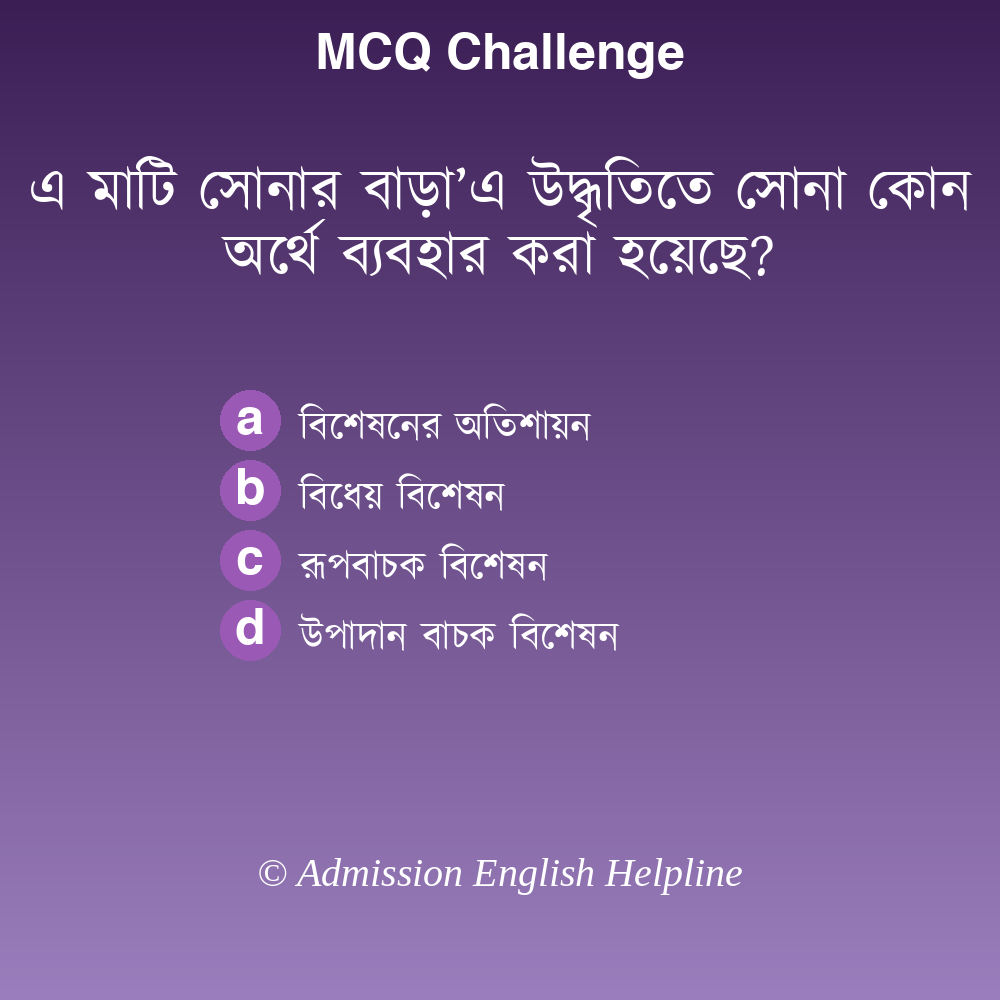 MCQ Challenge
এ মাটি সোনার বাড়া’এ উদ্ধৃতিতে সোনা কোন
অর্থে ব্যবহার করা হয়েছে?
a বিশেষনের অতিশায়ন
b বিধেয় বিশেষন
c রূপবাচক বিশেষন
d উপাদান বাচক বিশেষন
© Admission English Helpline